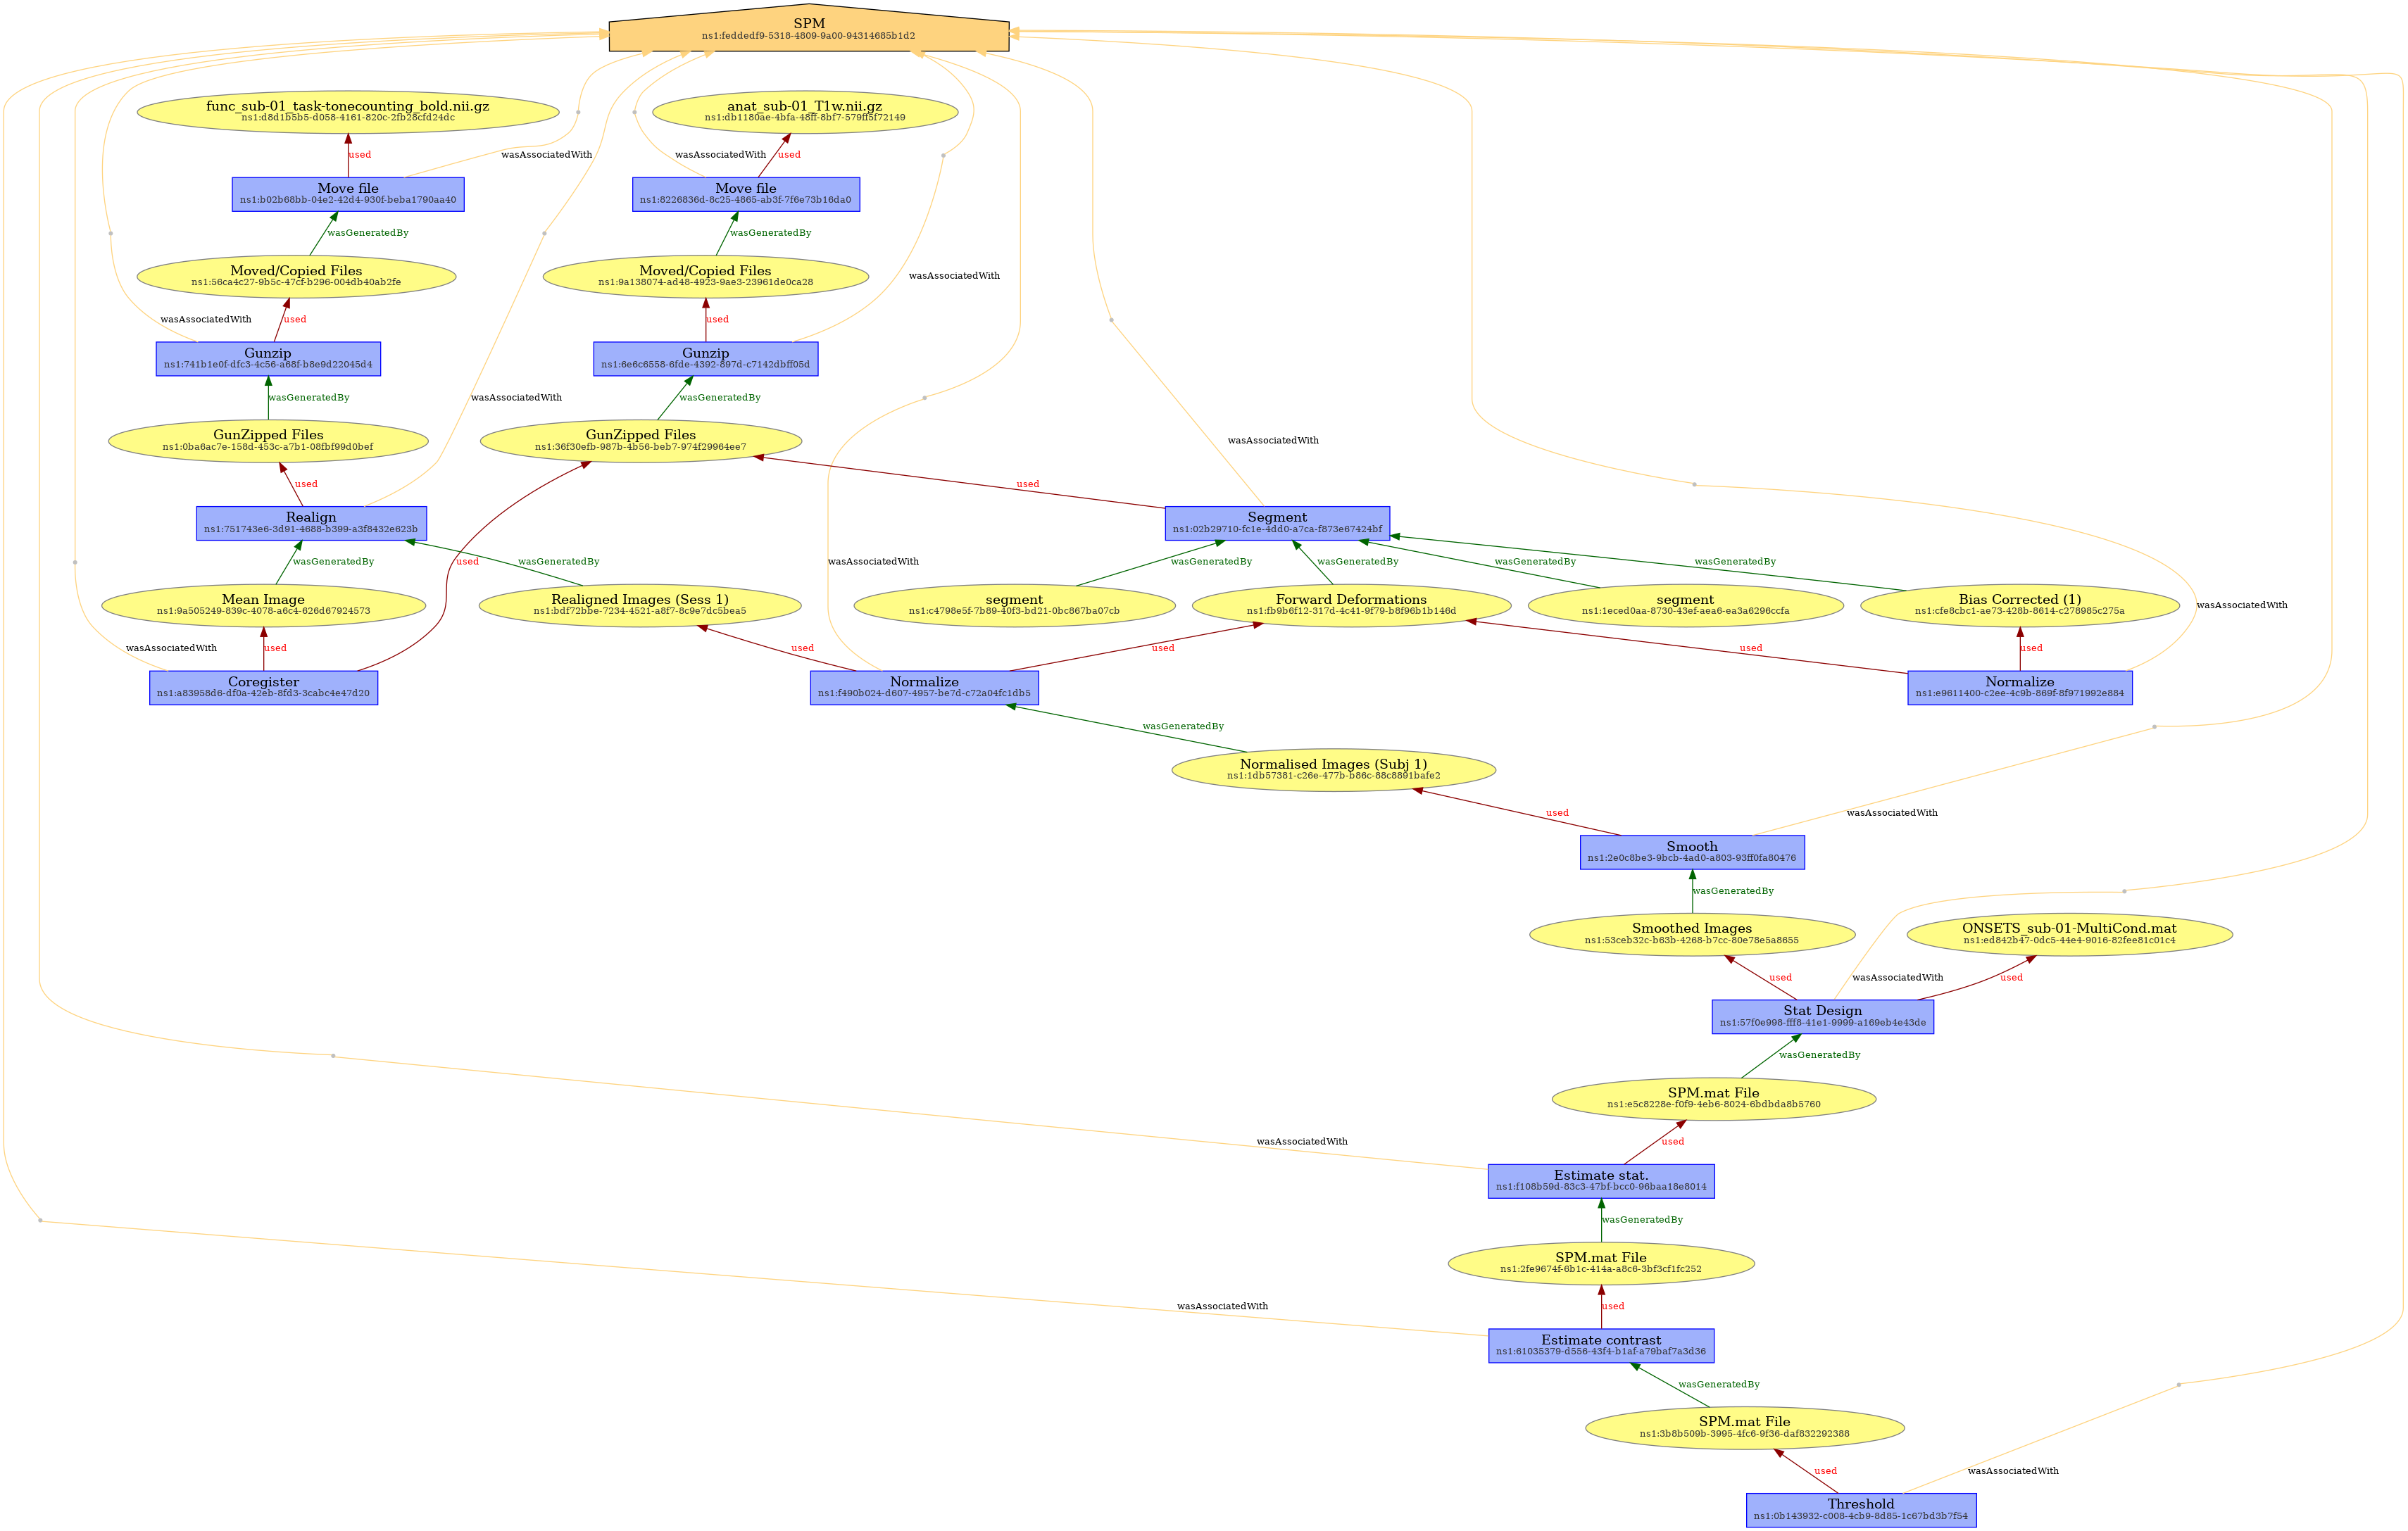 SPM
ns1:feddedf9-5318-4809-9a00-94314685b1d2
func_sub-01_task-tonecounting_bold.nii.gz
ns1:d8d1b5b5-d058-4161-820c-2fb28cfd24dc
anat_sub-01_T1w.nii.gz
ns1:db1180ae-4bfa-48ff-8bf7-579ff5f72149
used
wasAssociatedWith
wasAssociatedWith
used
Move file
ns1:b02b68bb-04e2-42d4-930f-beba1790aa40
Move file
ns1:8226836d-8c25-4865-ab3f-7f6e73b16da0
wasGeneratedBy
wasGeneratedBy
Moved/Copied Files
ns1:56ca4c27-9b5c-47cf-b296-004db40ab2fe
Moved/Copied Files
ns1:9a138074-ad48-4923-9ae3-23961de0ca28
wasAssociatedWith
wasAssociatedWith
used
used
Gunzip
ns1:741b1e0f-dfc3-4c56-a68f-b8e9d22045d4
Gunzip
ns1:6e6c6558-6fde-4392-897d-c7142dbff05d
wasGeneratedBy
wasAssociatedWith
wasGeneratedBy
GunZipped Files
ns1:0ba6ac7e-158d-453c-a7b1-08fbf99d0bef
GunZipped Files
ns1:36f30efb-987b-4b56-beb7-974f29964ee7
wasAssociatedWith
used
used
Realign
ns1:751743e6-3d91-4688-b399-a3f8432e623b
Segment
ns1:02b29710-fc1e-4dd0-a7ca-f873e67424bf
wasGeneratedBy
used
wasGeneratedBy
wasAssociatedWith
wasGeneratedBy
wasGeneratedBy
wasGeneratedBy
wasGeneratedBy
Mean Image
ns1:9a505249-839c-4078-a6c4-626d67924573
Realigned Images (Sess 1)
ns1:bdf72bbe-7234-4521-a8f7-8c9e7dc5bea5
segment
ns1:c4798e5f-7b89-40f3-bd21-0bc867ba07cb
Forward Deformations
ns1:fb9b6f12-317d-4c41-9f79-b8f96b1b146d
segment
ns1:1eced0aa-8730-43ef-aea6-ea3a6296ccfa
Bias Corrected (1)
ns1:cfe8cbc1-ae73-428b-8614-c278985c275a
wasAssociatedWith
wasAssociatedWith
used
used
used
used
used
Coregister
ns1:a83958d6-df0a-42eb-8fd3-3cabc4e47d20
Normalize
ns1:f490b024-d607-4957-be7d-c72a04fc1db5
Normalize
ns1:e9611400-c2ee-4c9b-869f-8f971992e884
wasGeneratedBy
Normalised Images (Subj 1)
ns1:1db57381-c26e-477b-b86c-88c8891bafe2
used
wasAssociatedWith
Smooth
ns1:2e0c8be3-9bcb-4ad0-a803-93ff0fa80476
wasGeneratedBy
Smoothed Images
ns1:53ceb32c-b63b-4268-b7cc-80e78e5a8655
ONSETS_sub-01-MultiCond.mat
ns1:ed842b47-0dc5-44e4-9016-82fee81c01c4
used
wasAssociatedWith
used
Stat Design
ns1:57f0e998-fff8-41e1-9999-a169eb4e43de
wasGeneratedBy
SPM.mat File
ns1:e5c8228e-f0f9-4eb6-8024-6bdbda8b5760
wasAssociatedWith
used
Estimate stat.
ns1:f108b59d-83c3-47bf-bcc0-96baa18e8014
wasGeneratedBy
SPM.mat File
ns1:2fe9674f-6b1c-414a-a8c6-3bf3cf1fc252
wasAssociatedWith
used
Estimate contrast
ns1:61035379-d556-43f4-b1af-a79baf7a3d36
wasGeneratedBy
SPM.mat File
ns1:3b8b509b-3995-4fc6-9f36-daf832292388
used
wasAssociatedWith
Threshold
ns1:0b143932-c008-4cb9-8d85-1c67bd3b7f54